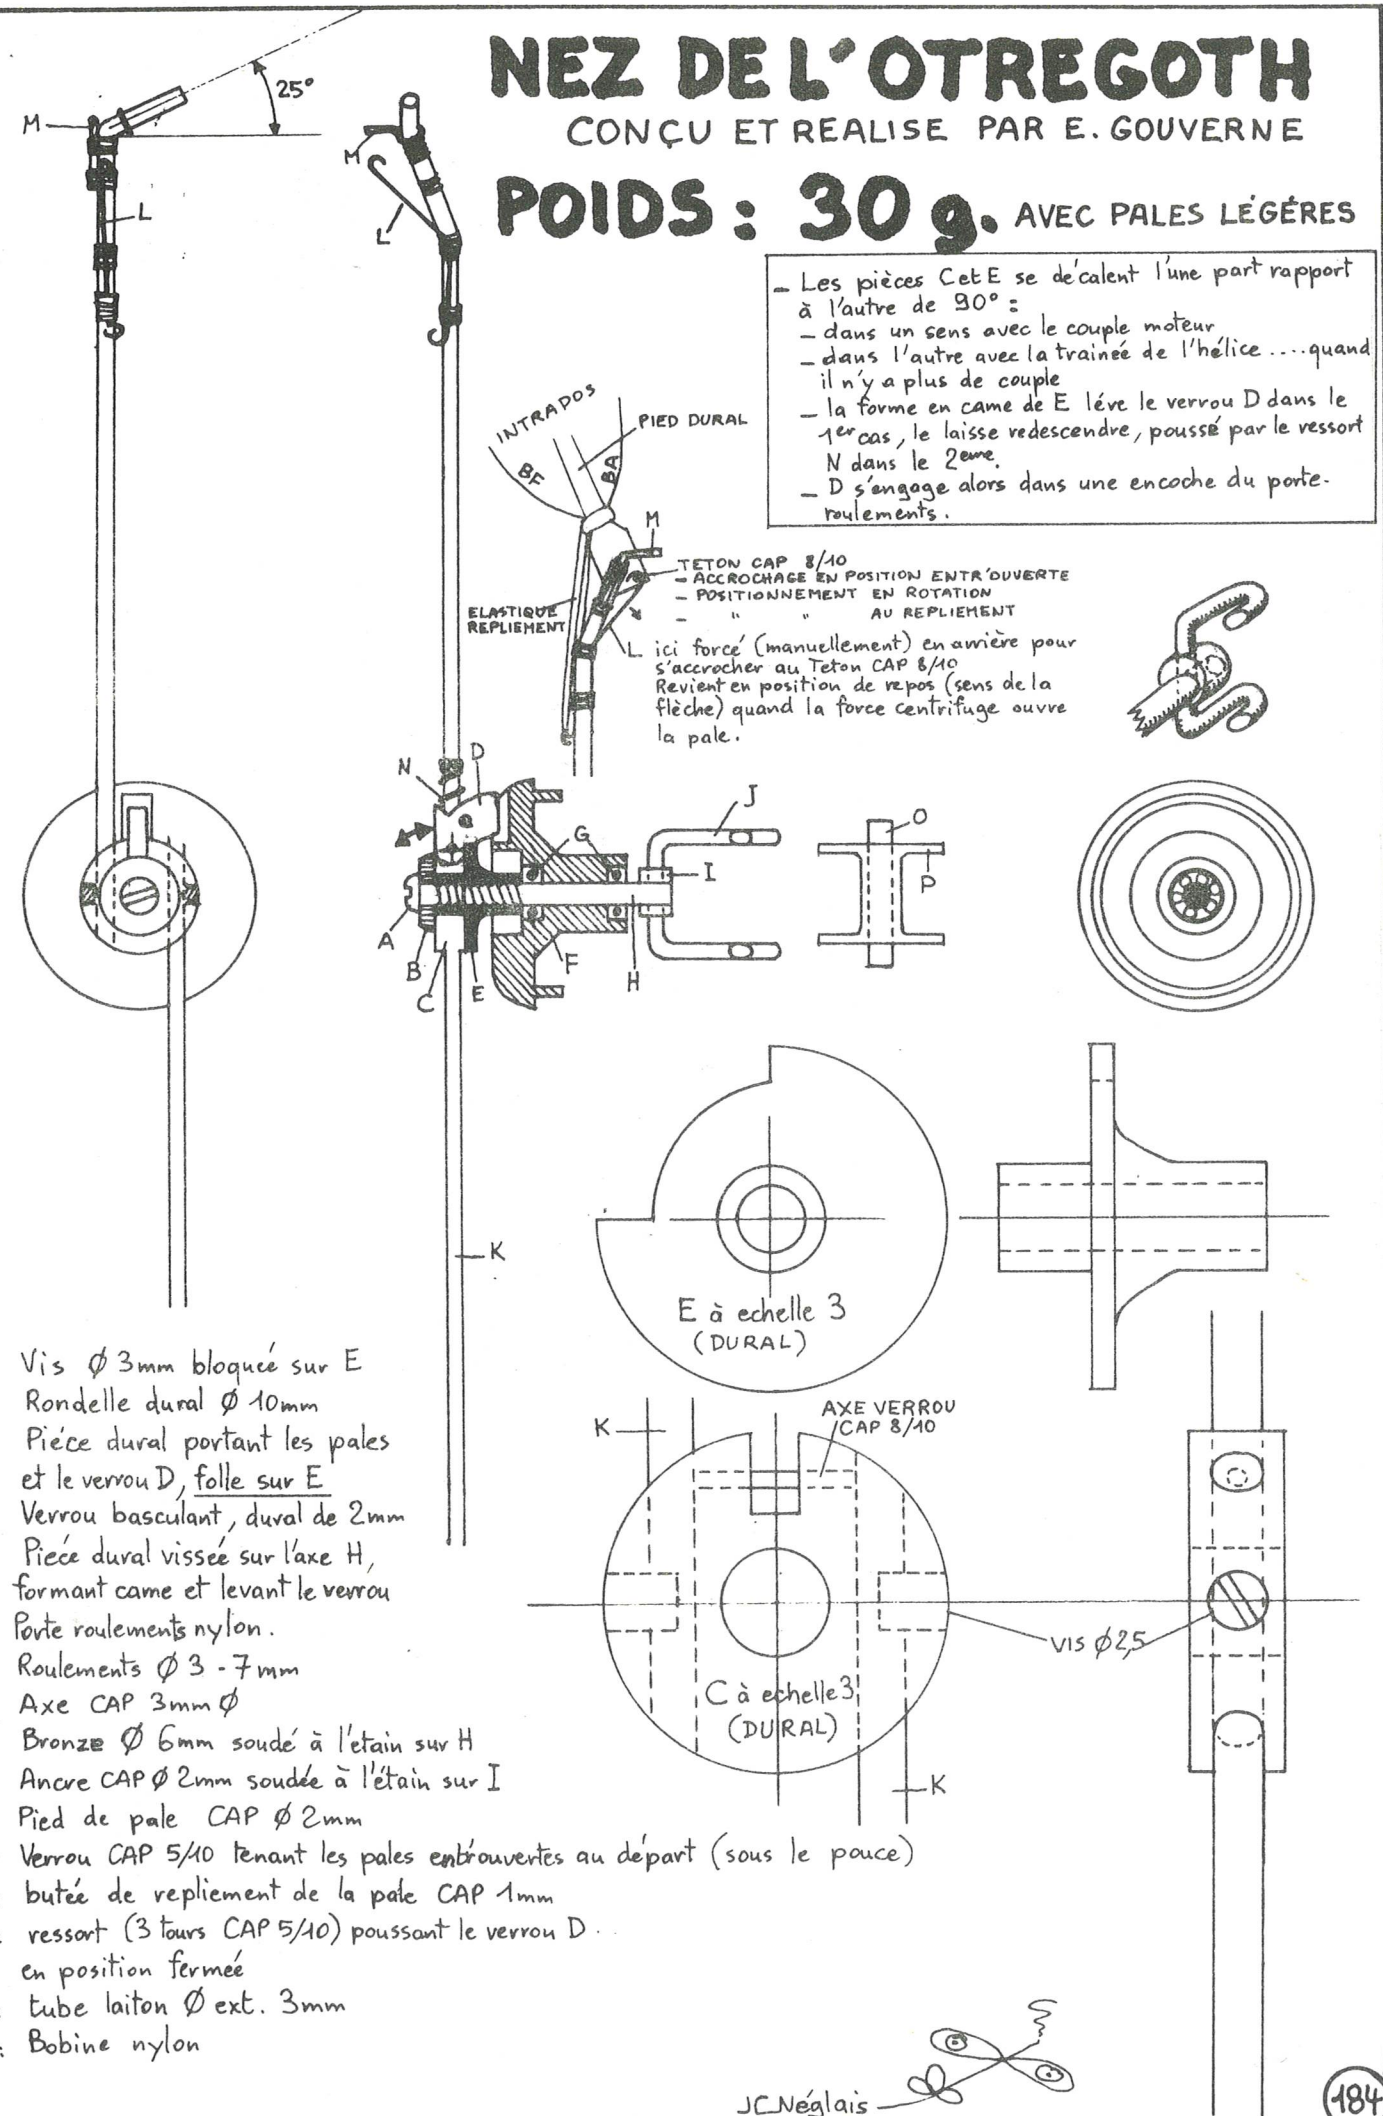 NEZ DE L'OTREGOTH
CONÇU ET REALISE PAR E. GOUVERNE
POIDS : 30 g. AVEC PALES LÉGÉRES
25°
M
L
M
L
– Les pièces C et E se décalent l'une part rapport
à l'autre de 90° :
– dans un sens avec le couple moteur
– dans l'autre avec la trainée de l'hélice ....quand
il n'y a plus de couple
– la forme en came de E léve le verrou D dans le
1er cas, le laisse redescendre, poussé par le ressort
N dans le 2eme.
– D s'engage alors dans une encoche du porte-
roulements.
INTRADOS
PIED DURAL
BF
BA
M
TETON CAP 8/10
– ACCROCHAGE EN POSITION ENTR'OUVERTE
– POSITIONNEMENT EN ROTATION
– " " AU REPLIEMENT
ELASTIQUE
REPLIEMENT
L ici forcé (manuellement) en arrière pour
s'accrocher au Teton CAP 8/10
Revient en position de repos (sens de la
flèche) quand la force centrifuge ouvre
la pale.
N
D
G
J
I
O
P
A
B
C
E
F
H
K
E à echelle 3
(DURAL)
Vis Ø 3mm bloqueé sur E
Rondelle dural Ø 10mm
Piéce dural portant les pales
et le verrou D, folle sur E
Verrou basculant, dural de 2mm
Pieće dural visseé sur l'axe H,
formant came et levant le verrou
Porte roulements nylon.
Roulements Ø 3 - 7mm
Axe CAP 3mm Ø
Bronze Ø 6mm soudé à l'etain sur H
Ancre CAP Ø 2mm soudée à l'étain sur I
Pied de pale CAP Ø 2mm
Verrou CAP 5/10 tenant les pales entrouvertes au départ (sous le pouce)
butée de repliement de la pale CAP 1mm
ressort (3 tours CAP 5/10) poussant le verrou D.
en position fermeé
tube laiton Ø ext. 3mm
: Bobine nylon
K
AXE VERROU
CAP 8/10
VIS Ø 2,5
C à echelle 3
(DURAL)
K
JC Néglais
184